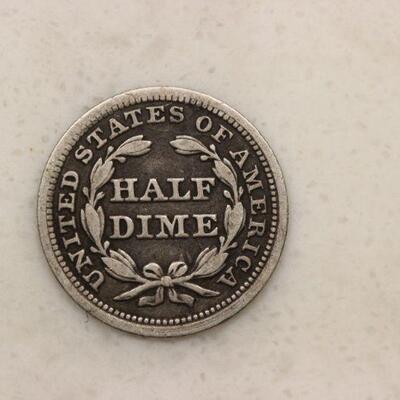 UNITED STATES OF AMERICA
HALF
DIME